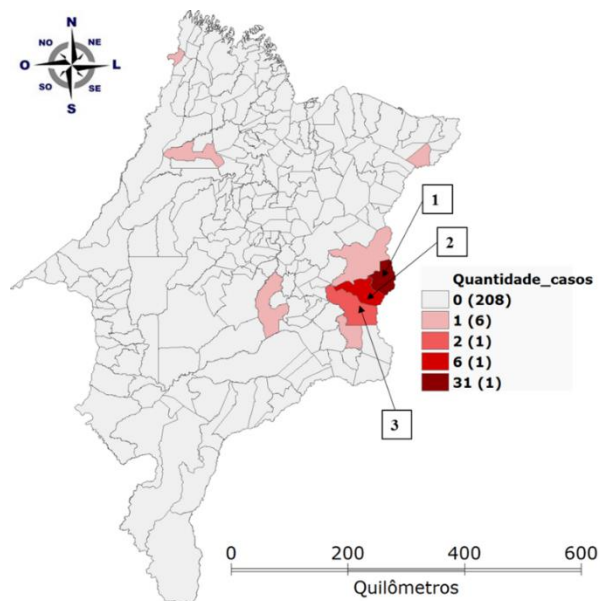 N
NO NE
O L
SO SE
S
1
2
Quantidade_casos
0 (208)
1 (6)
2 (1)
6 (1)
31 (1)
3
0 200 400 600
Quilômetros